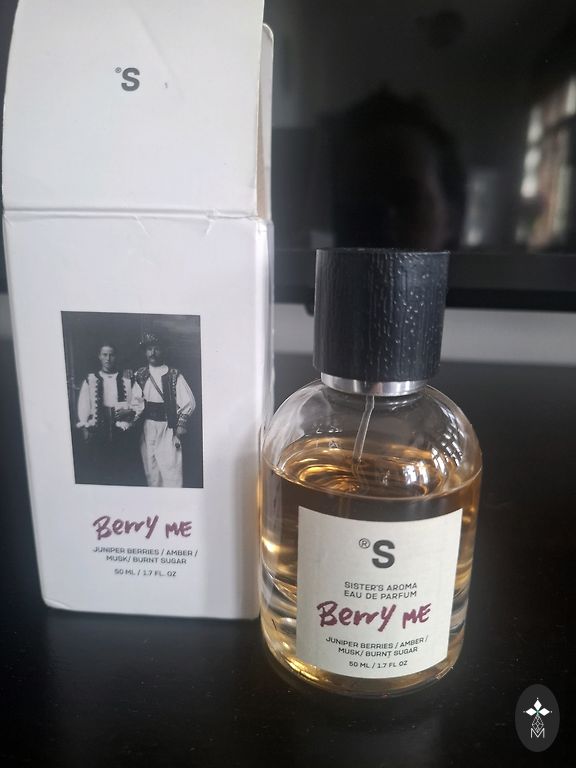 ®S
Berry ME
JUNIPER BERRIES / AMBER /
MUSK/ BURNT SUGAR
50 ML / 1.7 FL. OZ
®S
SISTER'S AROMA
EAU DE PARFUM
Berry ME
JUNIPER BERRIES / AMBER /
MUSK/ BURNT SUGAR
50 ML / 1.7 FL OZ
M